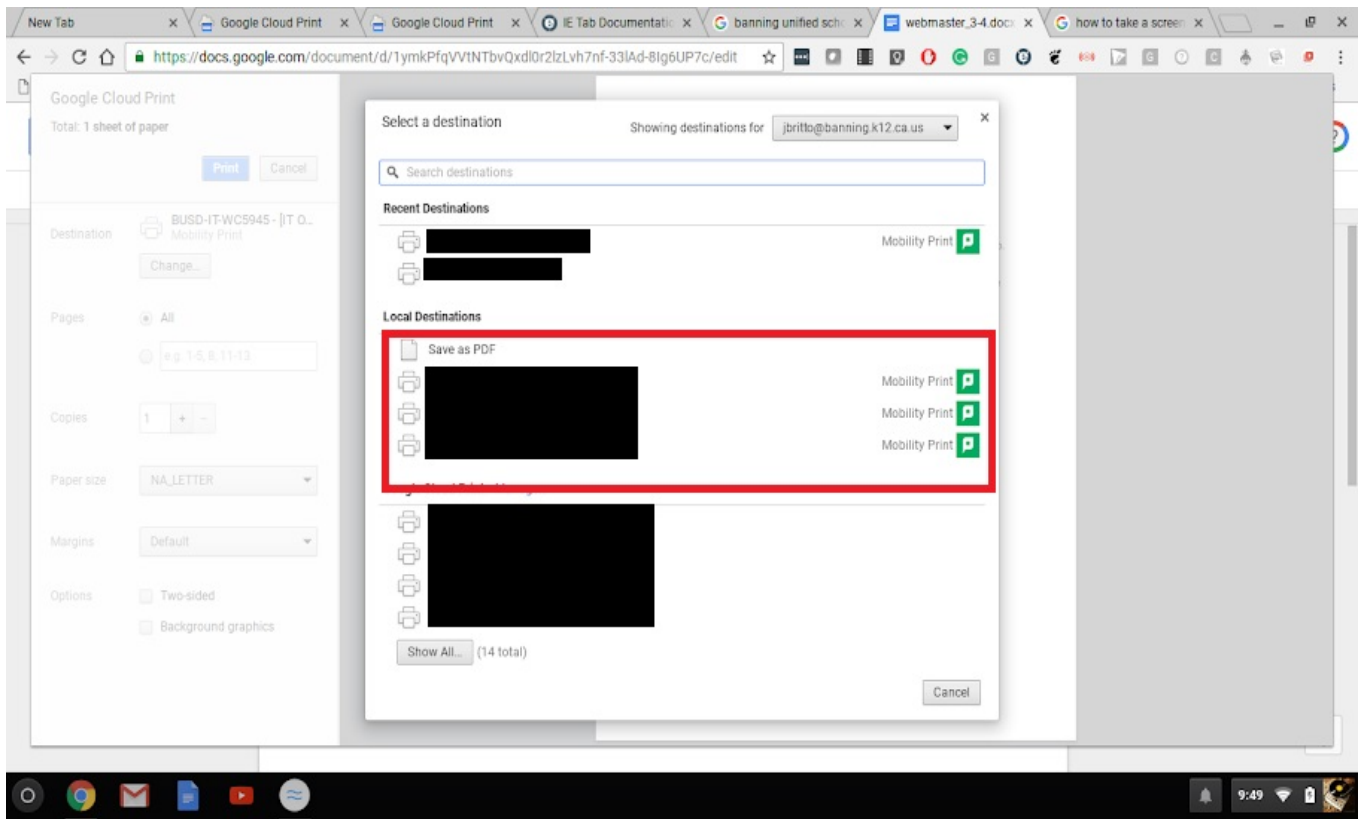 New Tab
Google Cloud Print
Google Cloud Print
IE Tab Documentatic
banning unified sch
webmaster_3-4.doc
how to take a screen
https://docs.google.com/document/d/1ymkPfqVVtNTbvQxdl0r2lzLvh7nf-33lAd-8Ig6UP7c/edit
Google Cloud Print
Total: 1 sheet of paper
Print Cancel
Destination
BUSD-IT-WC5945 - [IT O...
Mobility Print
Change...
Pages
All
e.g. 1-5, 8, 11-13
Copies
1 + -
Paper size
NA_LETTER
Margins
Default
Options
Two-sided
Background graphics
Select a destination
Showing destinations for jbritto@banning.k12.ca.us
Search destinations
Recent Destinations
Mobility Print
Local Destinations
Save as PDF
Mobility Print
Mobility Print
Mobility Print
Show All... (14 total)
Cancel
9:49